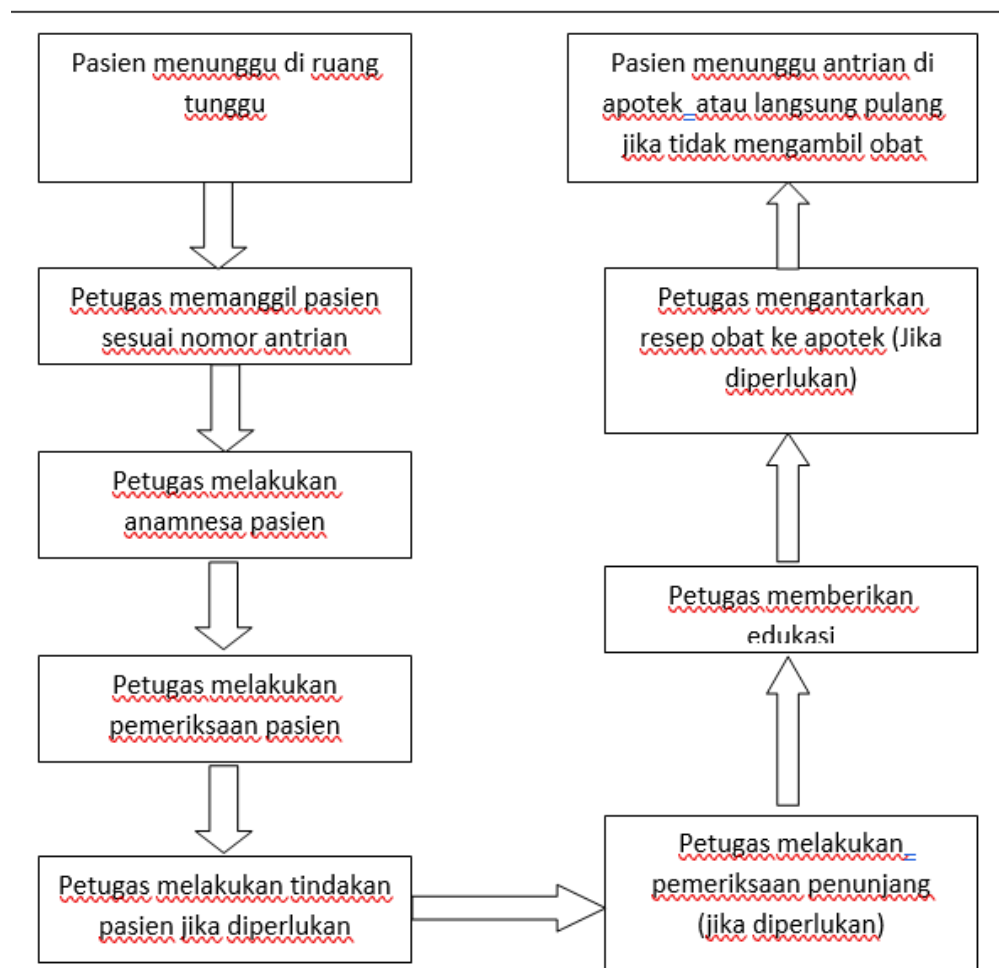 Pasien menunggu di ruang
tunggu
Petugas memanggil pasien
sesuai nomor antrian
Petugas melakukan
anamnesa pasien
Petugas melakukan
pemeriksaan pasien
Petugas melakukan tindakan
pasien jika diperlukan
Petugas melakukan
pemeriksaan penunjang
(jika diperlukan)
Petugas memberikan
edukasi
Petugas mengantarkan
resep obat ke apotek (Jika
diperlukan)
Pasien menunggu antrian di
apotek atau langsung pulang
jika tidak mengambil obat